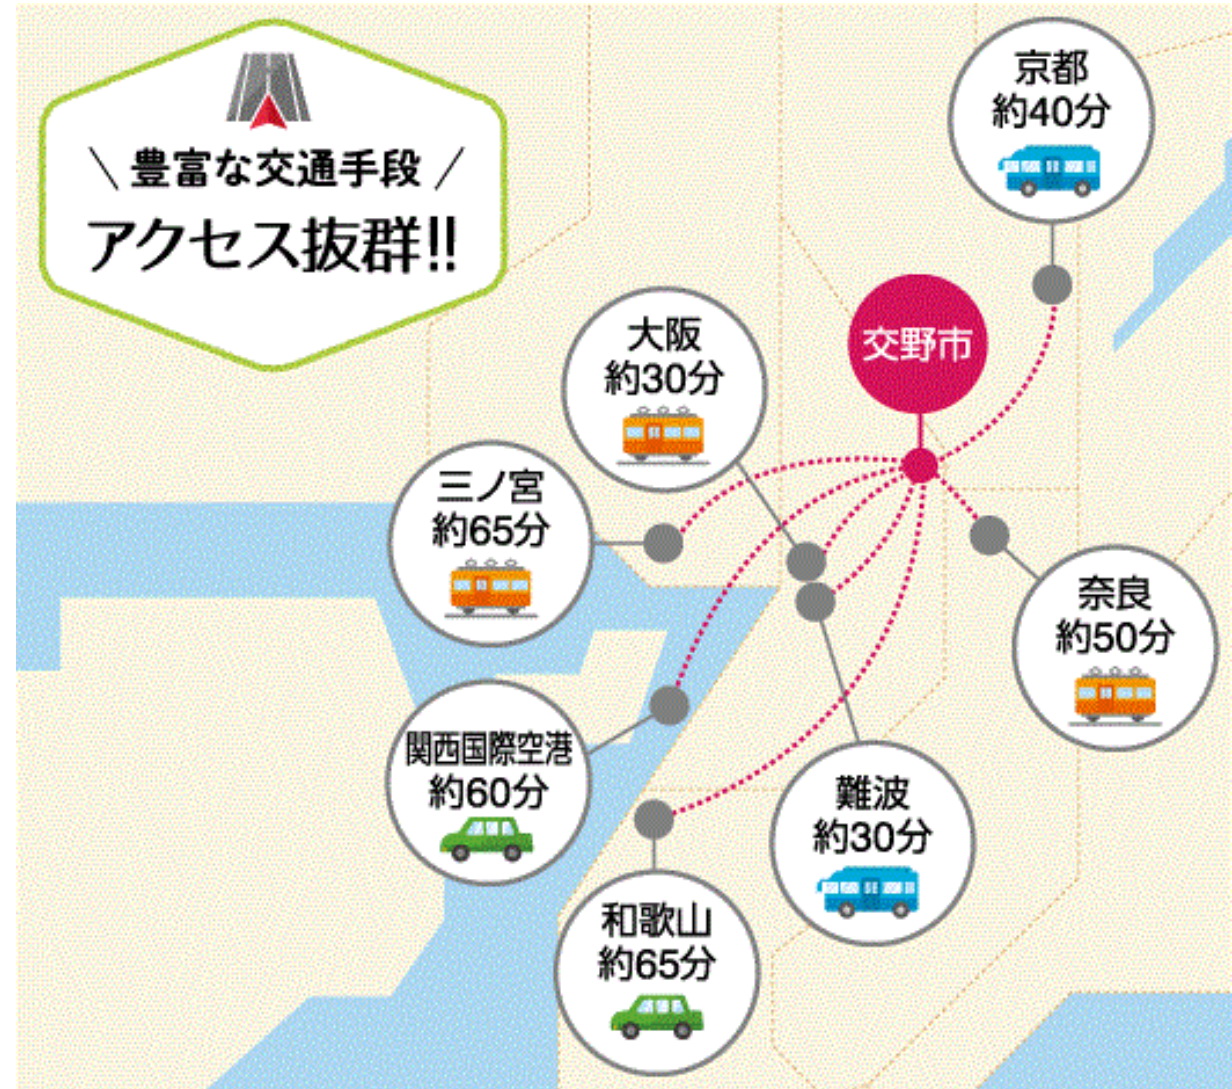 \ 豊富な交通手段 /
アクセス抜群!!
京都
約40分
交野市
大阪
約30分
三ノ宮
約65分
奈良
約50分
関西国際空港
約60分
難波
約30分
和歌山
約65分